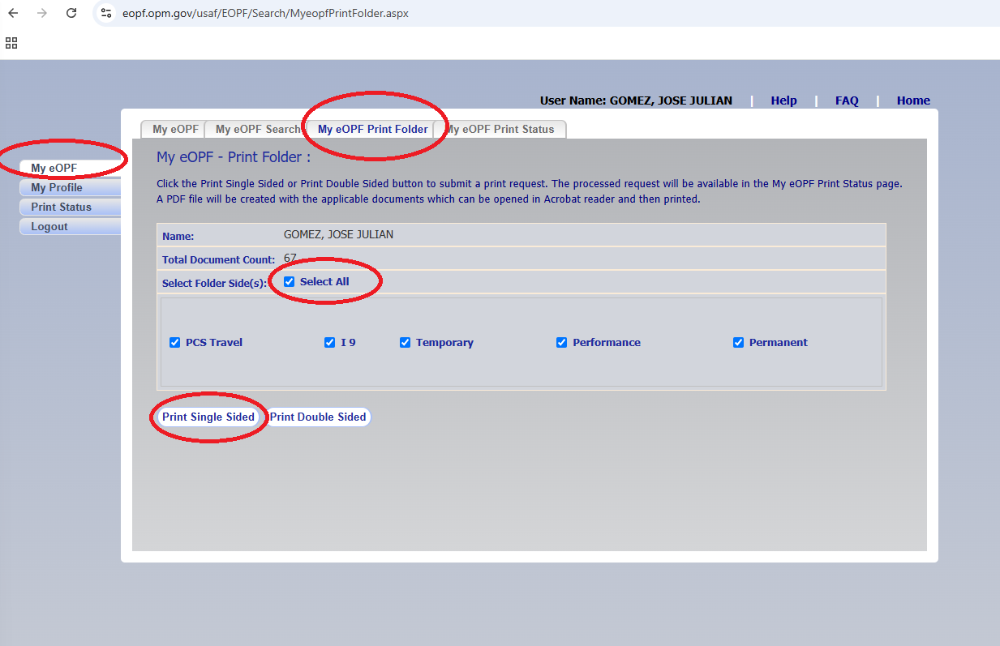 eopf.opm.gov/usaf/EOPF/Search/MyeopfPrintFolder.aspx
User Name: GOMEZ, JOSE JULIAN | Help | FAQ | Home
My eOPF My eOPF Search My eOPF Print Folder My eOPF Print Status
My eOPF
My Profile
Print Status
Logout
My eOPF - Print Folder :
Click the Print Single Sided or Print Double Sided button to submit a print request. The processed request will be available in the My eOPF Print Status page.
A PDF file will be created with the applicable documents which can be opened in Acrobat reader and then printed.
Name: GOMEZ, JOSE JULIAN
Total Document Count: 67
Select Folder Side(s): Select All
PCS Travel I 9 Temporary Performance Permanent
Print Single Sided Print Double Sided